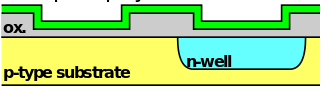 ox.
n-well
p-type substrate